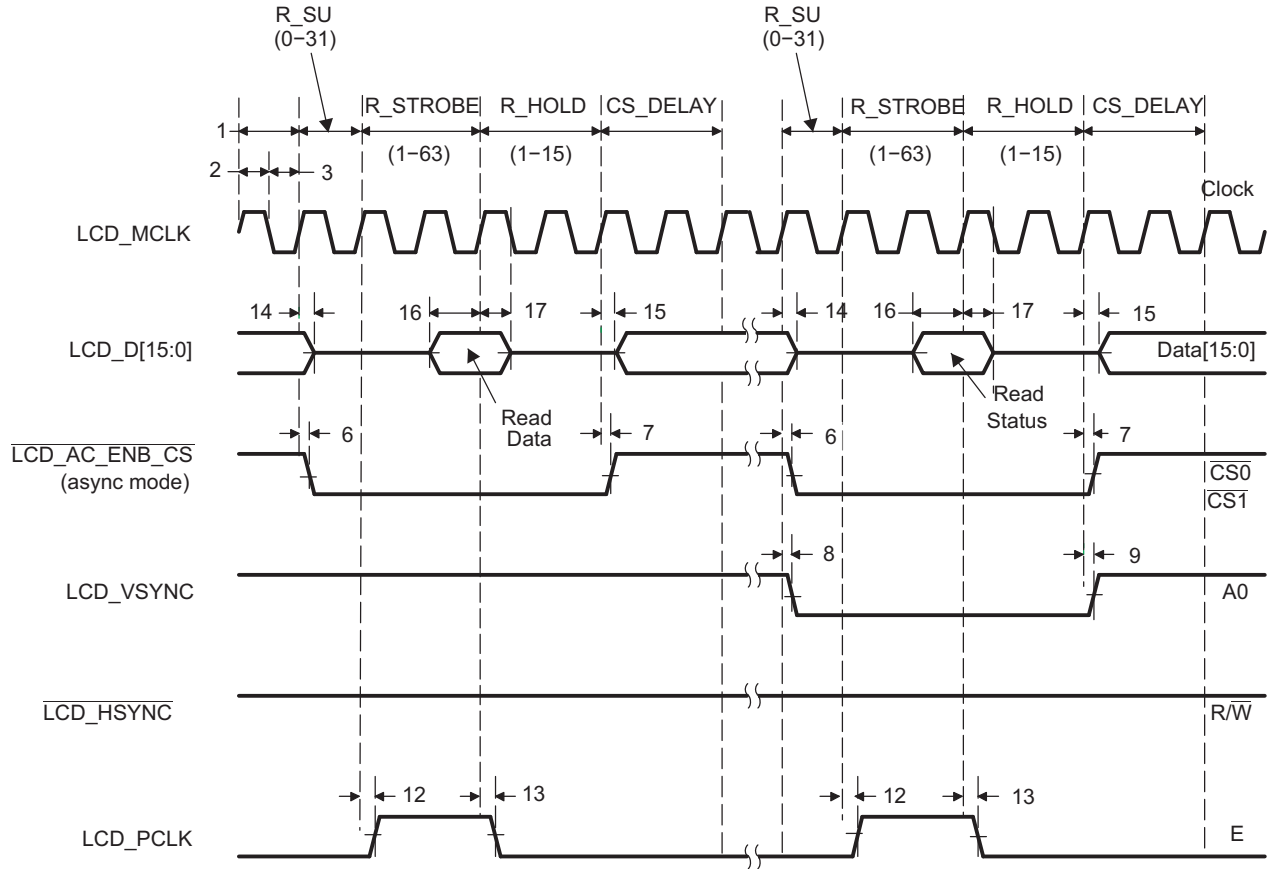 R_SU
(0−31)
R_SU
(0−31)
R_STROBE
R_HOLD
CS_DELAY
R_STROBE
R_HOLD
CS_DELAY
1
(1−63)
(1−15)
(1−63)
(1−15)
2
3
Clock
LCD_MCLK
14
16
17
15
14
16
17
15
LCD_D[15:0]
Data[15:0]
Read
Data
Read
Status
6
7
6
7
LCD_AC_ENB_CS
(async mode)
CS0
CS1
8
9
LCD_VSYNC
A0
LCD_HSYNC
R/W
12
13
12
13
LCD_PCLK
E